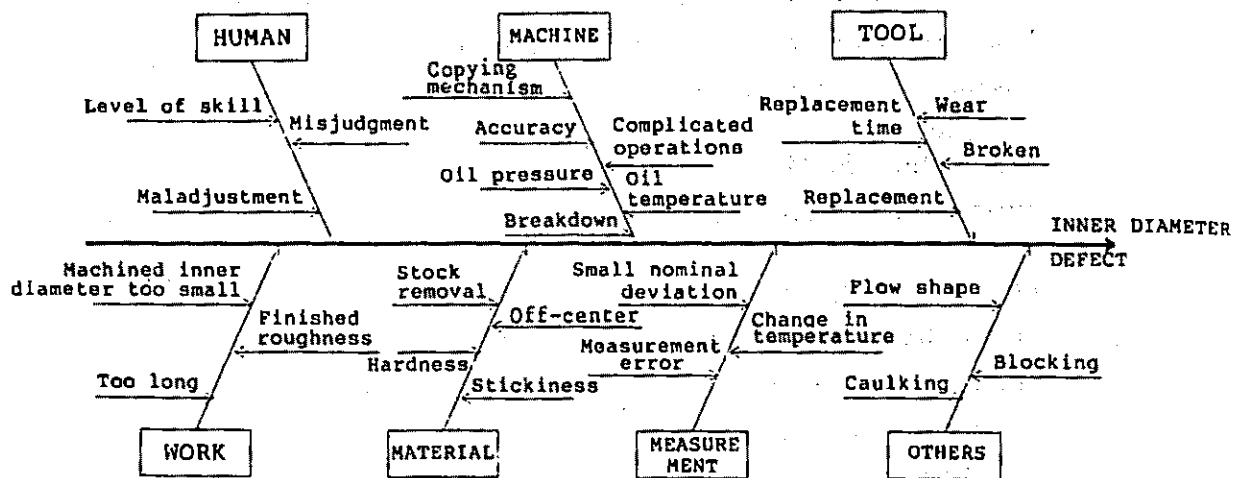 HUMAN
MACHINE
TOOL
Copying
mechanism
Level of skill
Misjudgment
Maladjustment
Accuracy
Complicated
operations
Oil pressure
Oil
temperature
Breakdown
Replacement
time
Wear
Broken
Replacement
INNER DIAMETER
DEFECT
Machined inner
diameter too small
Finished
roughness
Too long
Stock
removal
Off-center
Hardness
Stickiness
Small nominal
deviation
Change in
temperature
Measurement
error
Flow shape
Blocking
Caulking
WORK
MATERIAL
MEASURE
MENT
OTHERS